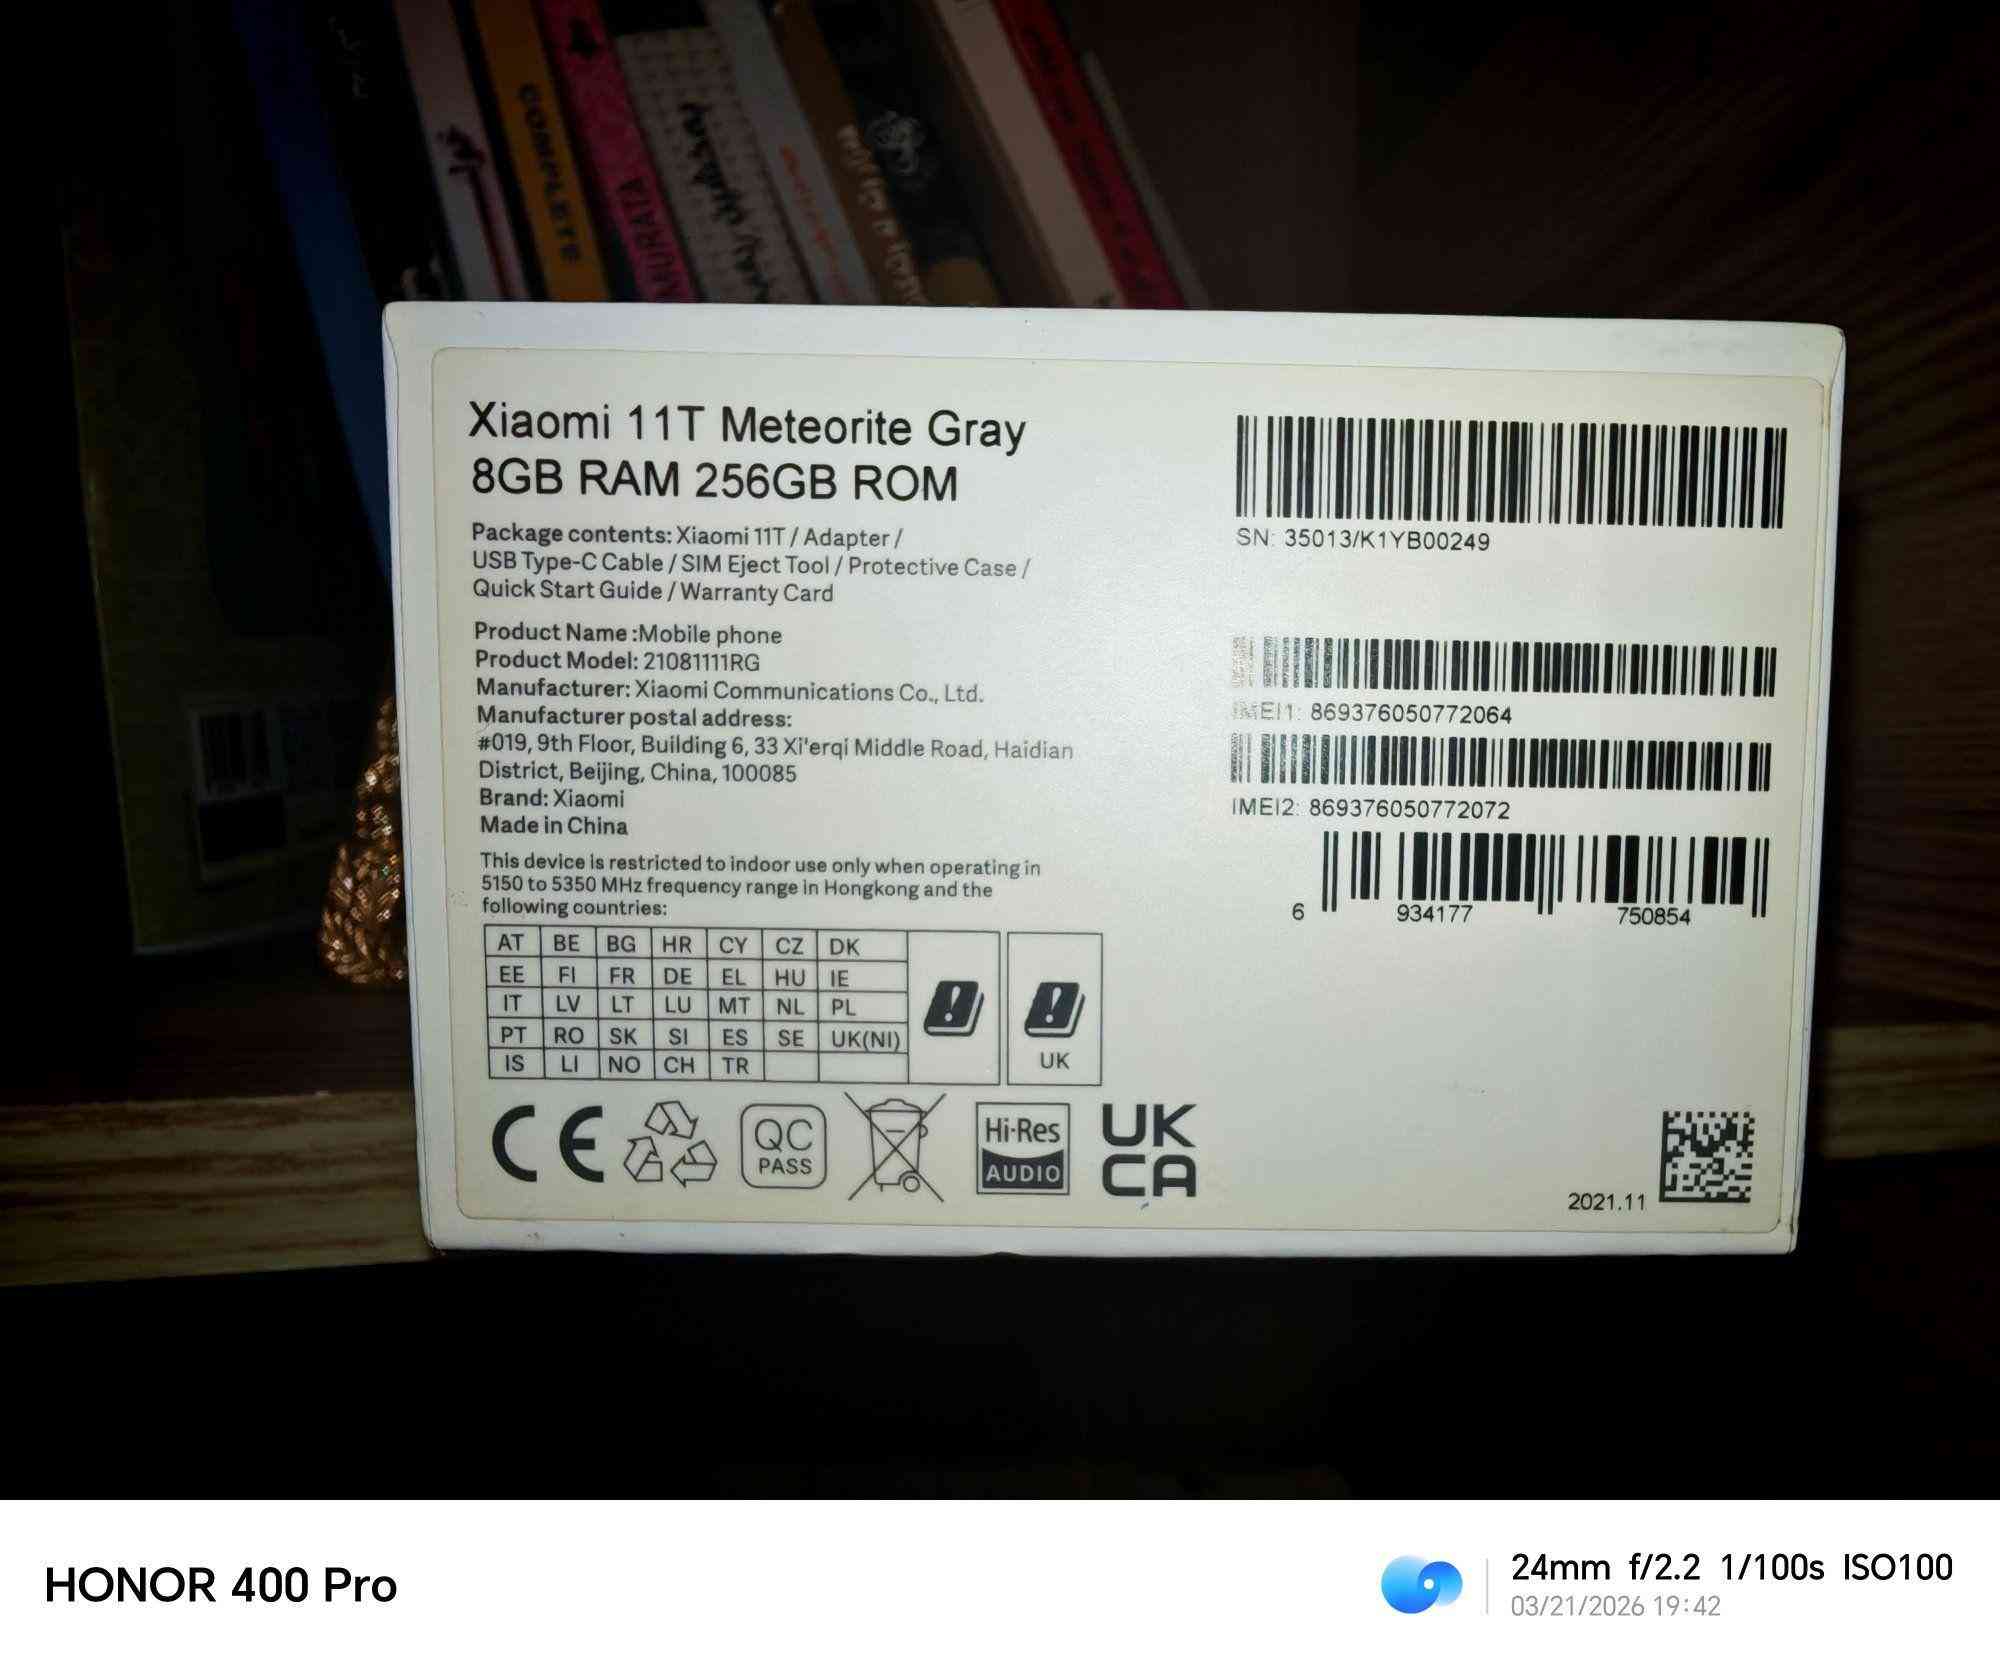 COMPLETE
MURATA
Xiaomi 11T Meteorite Gray
8GB RAM 256GB ROM
Package contents: Xiaomi 11T / Adapter /
USB Type-C Cable / SIM Eject Tool / Protective Case /
Quick Start Guide / Warranty Card
Product Name :Mobile phone
Product Model: 21081111RG
Manufacturer: Xiaomi Communications Co., Ltd.
Manufacturer postal address:
#019, 9th Floor, Building 6, 33 Xi'erqi Middle Road, Haidian
District, Beijing, China, 100085
Brand: Xiaomi
Made in China
This device is restricted to indoor use only when operating in
5150 to 5350 MHz frequency range in Hongkong and the
following countries:
AT BE BG HR CY CZ DK
EE FI FR DE EL HU IE
IT LV LT LU MT NL PL
PT RO SK SI ES SE UK(NI)
IS LI NO CH TR
UK
CE
QC
PASS
Hi-Res
AUDIO
UK
CA
SN: 35013/K1YB00249
IMEI1: 869376050772064
IMEI2: 869376050772072
6 934177 750854
2021.11
HONOR 400 Pro
24mm f/2.2 1/100s ISO100
03/21/2026 19:42